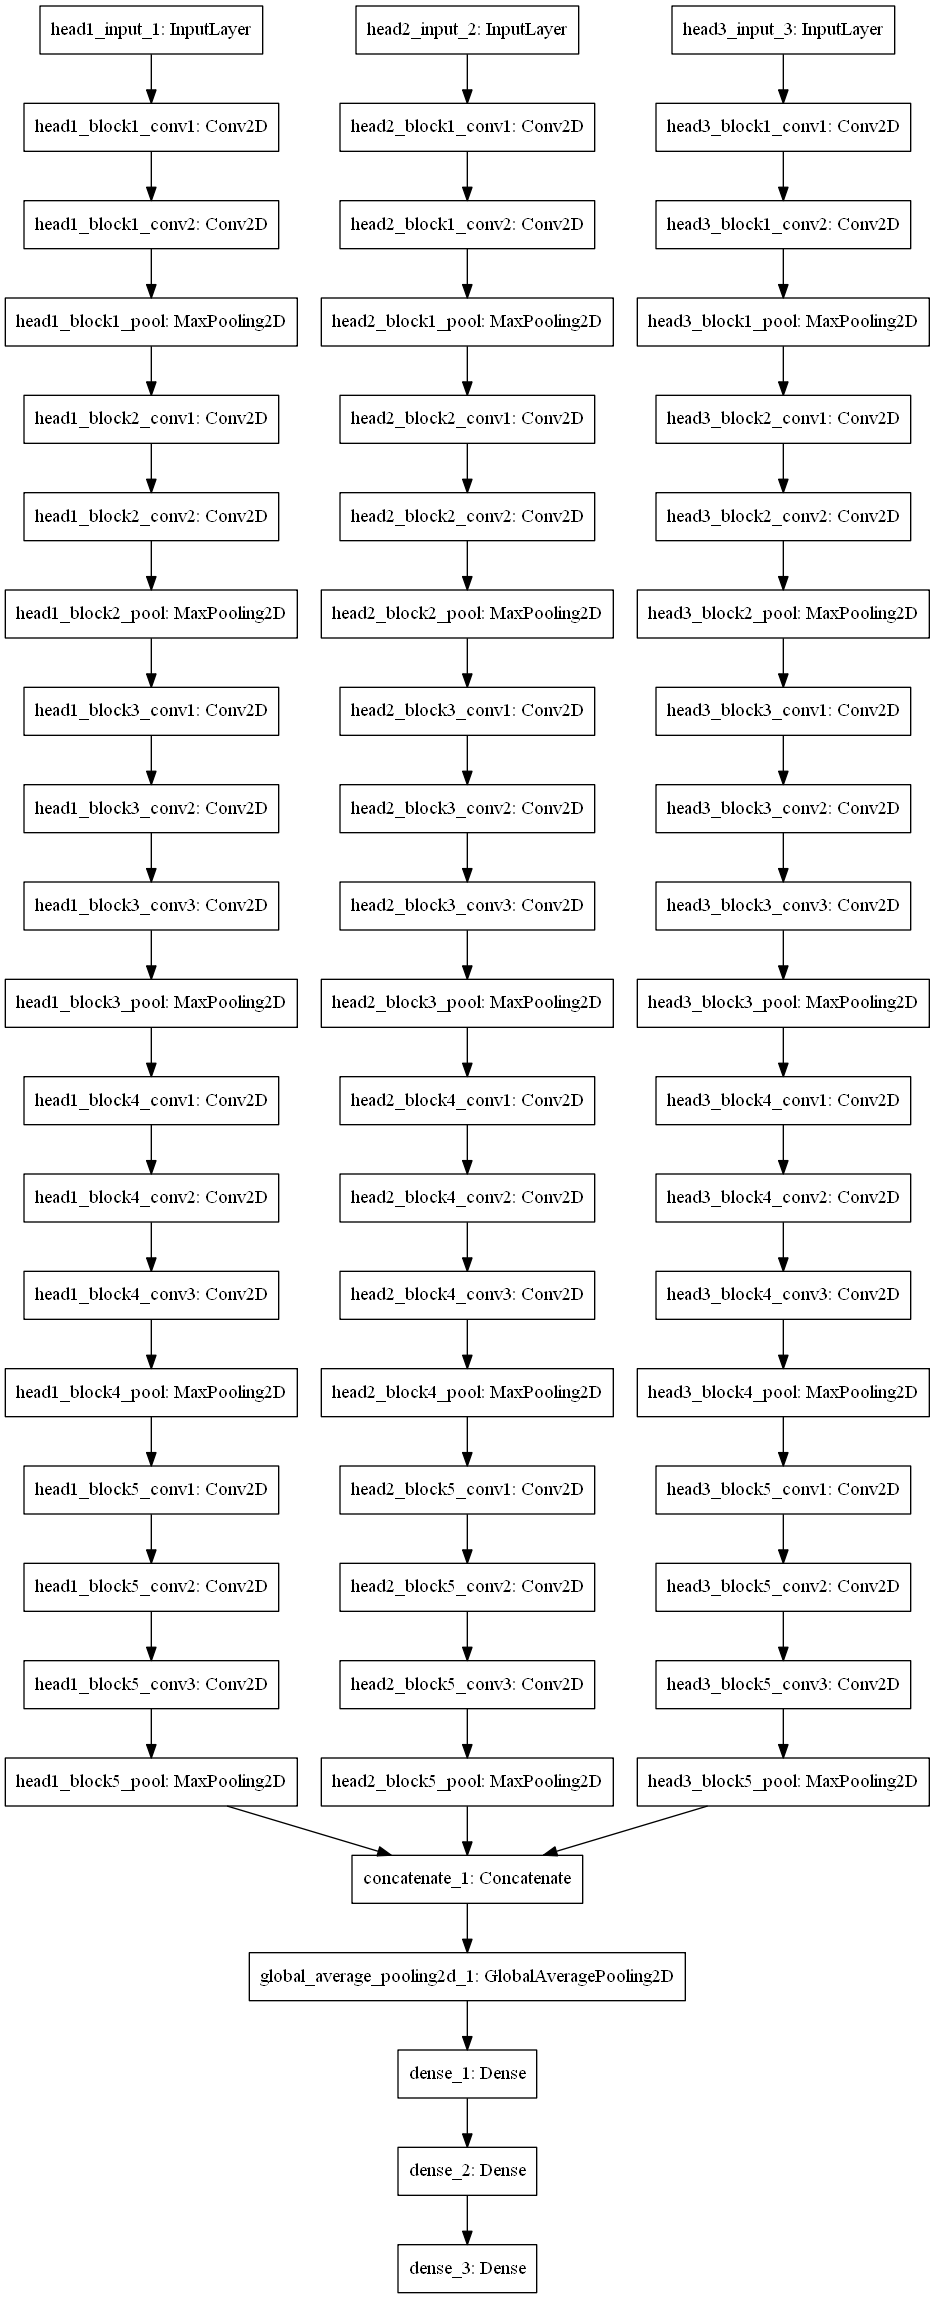 head1_input_1: InputLayer
head2_input_2: InputLayer
head3_input_3: InputLayer
head1_block1_conv1: Conv2D
head2_block1_conv1: Conv2D
head3_block1_conv1: Conv2D
head1_block1_conv2: Conv2D
head2_block1_conv2: Conv2D
head3_block1_conv2: Conv2D
head1_block1_pool: MaxPooling2D
head2_block1_pool: MaxPooling2D
head3_block1_pool: MaxPooling2D
head1_block2_conv1: Conv2D
head2_block2_conv1: Conv2D
head3_block2_conv1: Conv2D
head1_block2_conv2: Conv2D
head2_block2_conv2: Conv2D
head3_block2_conv2: Conv2D
head1_block2_pool: MaxPooling2D
head2_block2_pool: MaxPooling2D
head3_block2_pool: MaxPooling2D
head1_block3_conv1: Conv2D
head2_block3_conv1: Conv2D
head3_block3_conv1: Conv2D
head1_block3_conv2: Conv2D
head2_block3_conv2: Conv2D
head3_block3_conv2: Conv2D
head1_block3_conv3: Conv2D
head2_block3_conv3: Conv2D
head3_block3_conv3: Conv2D
head1_block3_pool: MaxPooling2D
head2_block3_pool: MaxPooling2D
head3_block3_pool: MaxPooling2D
head1_block4_conv1: Conv2D
head2_block4_conv1: Conv2D
head3_block4_conv1: Conv2D
head1_block4_conv2: Conv2D
head2_block4_conv2: Conv2D
head3_block4_conv2: Conv2D
head1_block4_conv3: Conv2D
head2_block4_conv3: Conv2D
head3_block4_conv3: Conv2D
head1_block4_pool: MaxPooling2D
head2_block4_pool: MaxPooling2D
head3_block4_pool: MaxPooling2D
head1_block5_conv1: Conv2D
head2_block5_conv1: Conv2D
head3_block5_conv1: Conv2D
head1_block5_conv2: Conv2D
head2_block5_conv2: Conv2D
head3_block5_conv2: Conv2D
head1_block5_conv3: Conv2D
head2_block5_conv3: Conv2D
head3_block5_conv3: Conv2D
head1_block5_pool: MaxPooling2D
head2_block5_pool: MaxPooling2D
head3_block5_pool: MaxPooling2D
concatenate_1: Concatenate
global_average_pooling2d_1: GlobalAveragePooling2D
dense_1: Dense
dense_2: Dense
dense_3: Dense